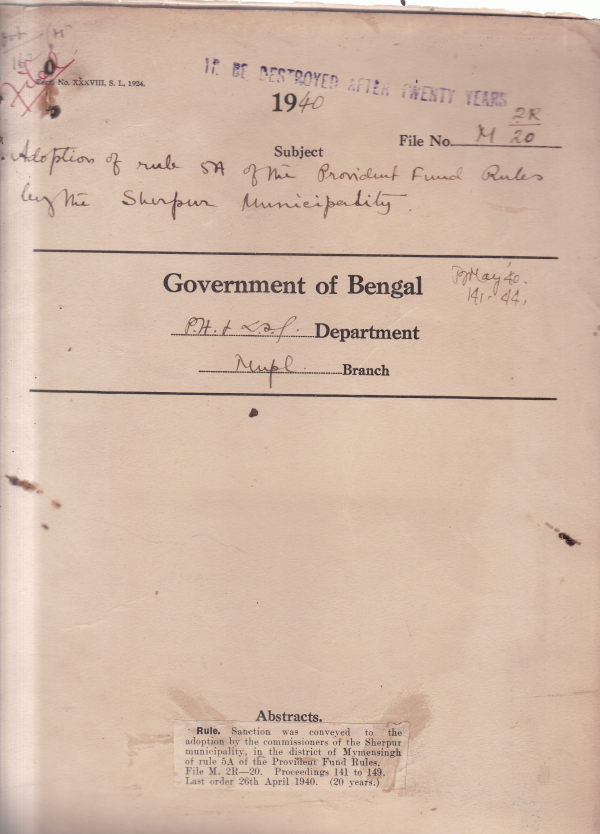 No. XXXVIII, S. I., 1924.
TO BE DESTROYED AFTER TWENTY YEARS
1940
File No. M 2R/20
Subject
Adoption of rule 5A of the Provident Fund Rules
by the Sherpur Municipality.
Government of Bengal
B May '40.
141-44.
P.H. & L.S.G. Department
Mupl. Branch
Abstracts.
Rule. Sanction was conveyed to the
adoption by the commissioners of the Sherpur
municipality, in the district of Mymensingh
of rule 5A of the Provident Fund Rules.
File M. 2R—20. Proceedings 141 to 149.
Last order 26th April 1940. (20 years.)